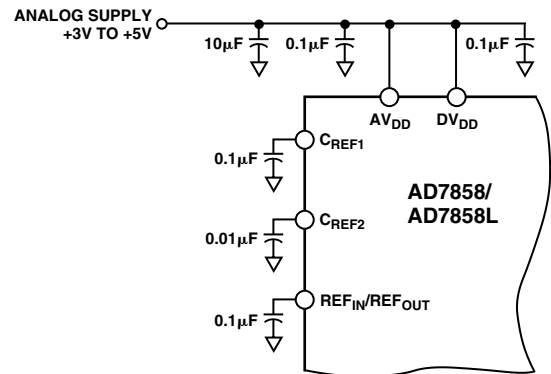 ANALOG SUPPLY
+3V TO +5V
10µF
0.1µF
0.1µF
AVDD
DVDD
CREF1
0.1µF
AD7858/
AD7858L
CREF2
0.01µF
REFIN/REFOUT
0.1µF